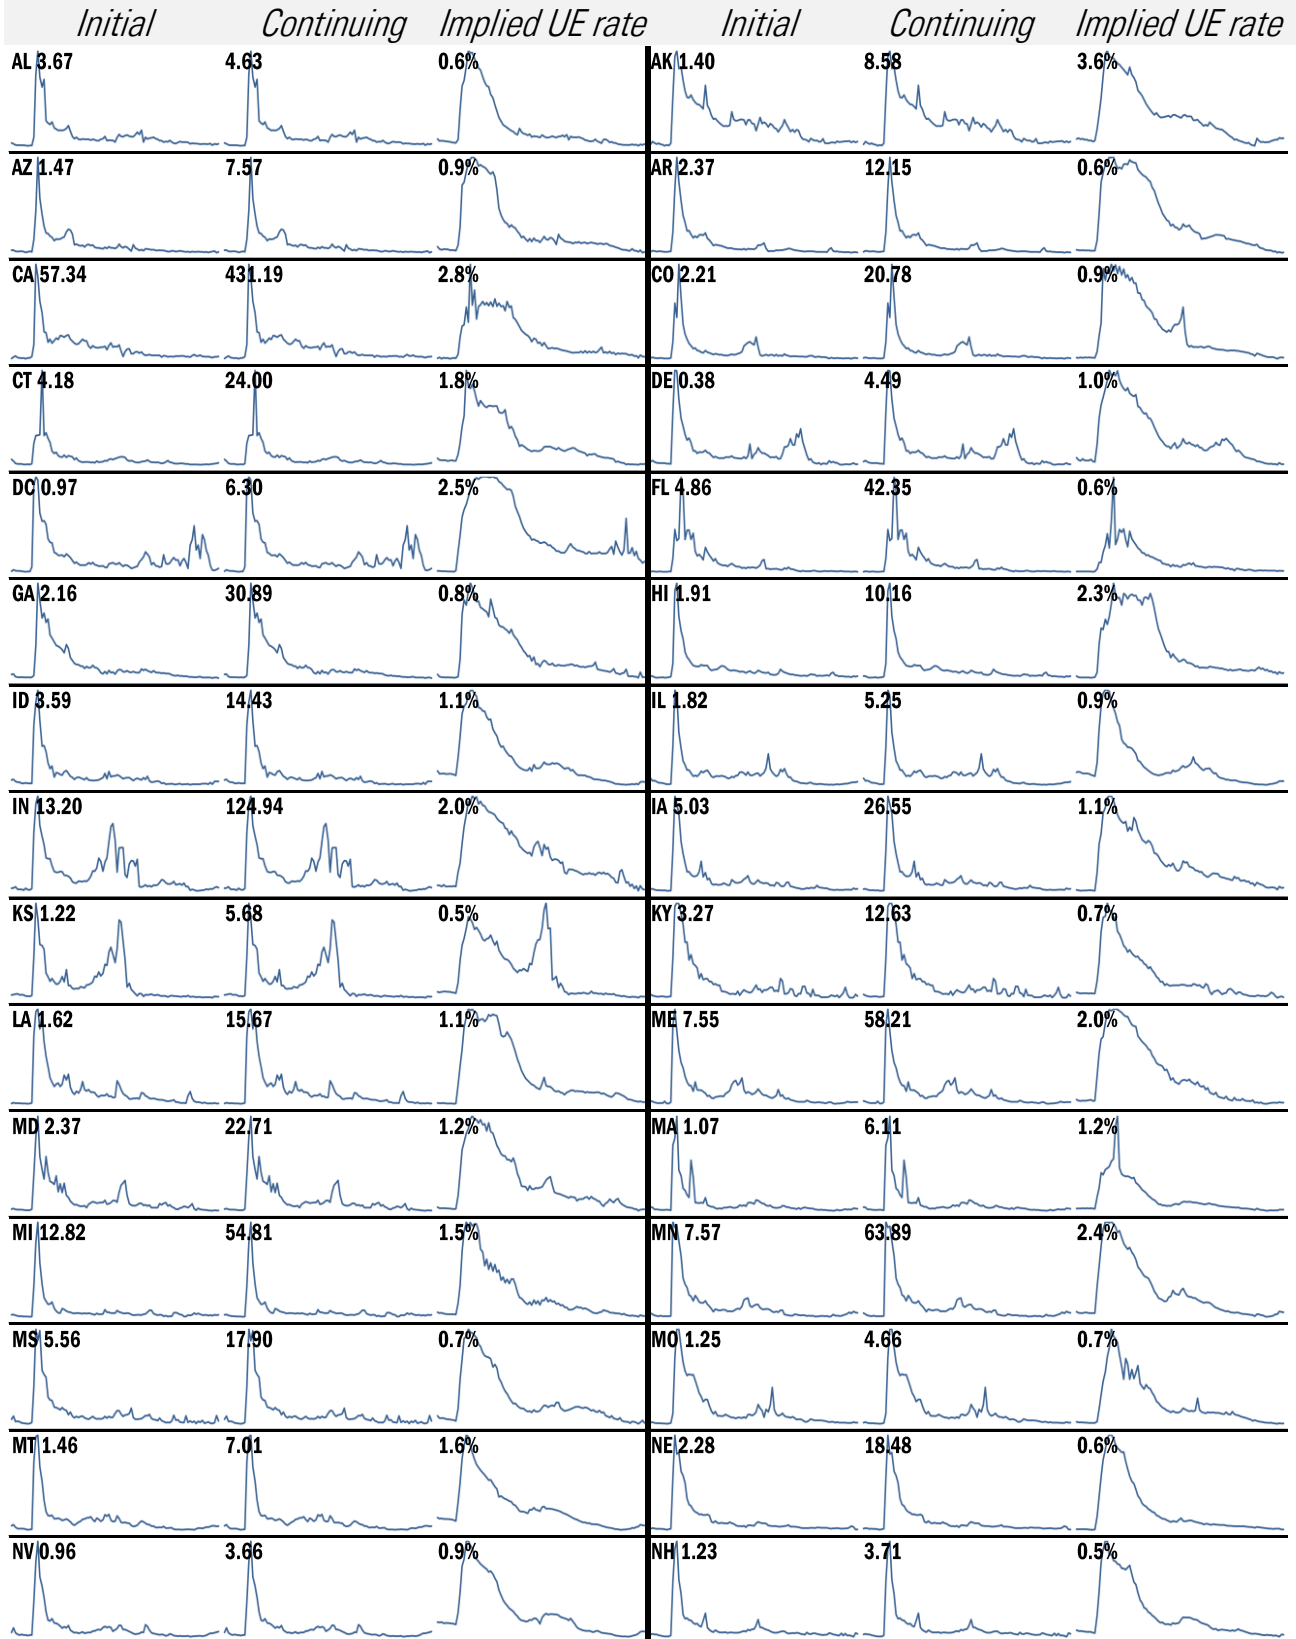 Initial Continuing Implied UE rate Initial Continuing Implied UE rate
AL 3.67 4.63 0.6% AK 1.40 8.58 3.6%
AZ 1.47 7.57 0.9% AR 2.37 12.15 0.6%
CA 57.34 431.19 2.8% CO 2.21 20.78 0.9%
CT 4.18 24.00 1.8% DE 0.38 4.49 1.0%
DC 0.97 6.30 2.5% FL 4.86 42.35 0.6%
GA 2.16 30.89 0.8% HI 1.91 10.16 2.3%
ID 3.59 14.43 1.1% IL 1.82 5.25 0.9%
IN 13.20 124.94 2.0% IA 5.03 26.55 1.1%
KS 1.22 5.68 0.5% KY 3.27 12.63 0.7%
LA 1.62 15.67 1.1% ME 7.55 58.21 2.0%
MD 2.37 22.71 1.2% MA 1.07 6.11 1.2%
MI 12.82 54.81 1.5% MN 7.57 63.89 2.4%
MS 5.56 17.90 0.7% MO 1.25 4.66 0.7%
MT 1.46 7.01 1.6% NE 2.28 18.48 0.6%
NV 0.96 3.66 0.9% NH 1.23 3.71 0.5%